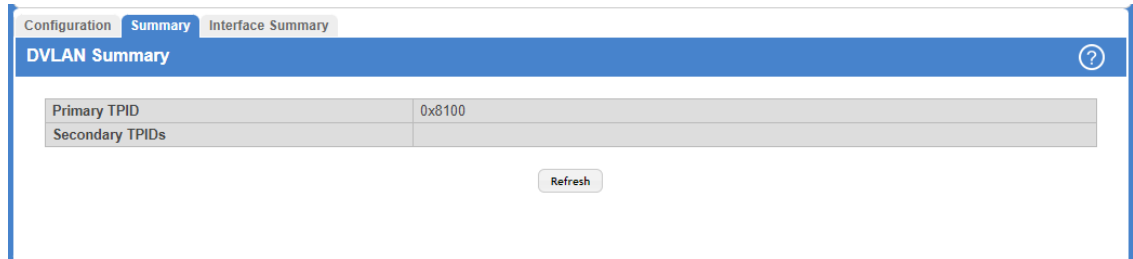 Configuration Summary Interface Summary
DVLAN Summary ?
Primary TPID 0x8100
Secondary TPIDs
Refresh